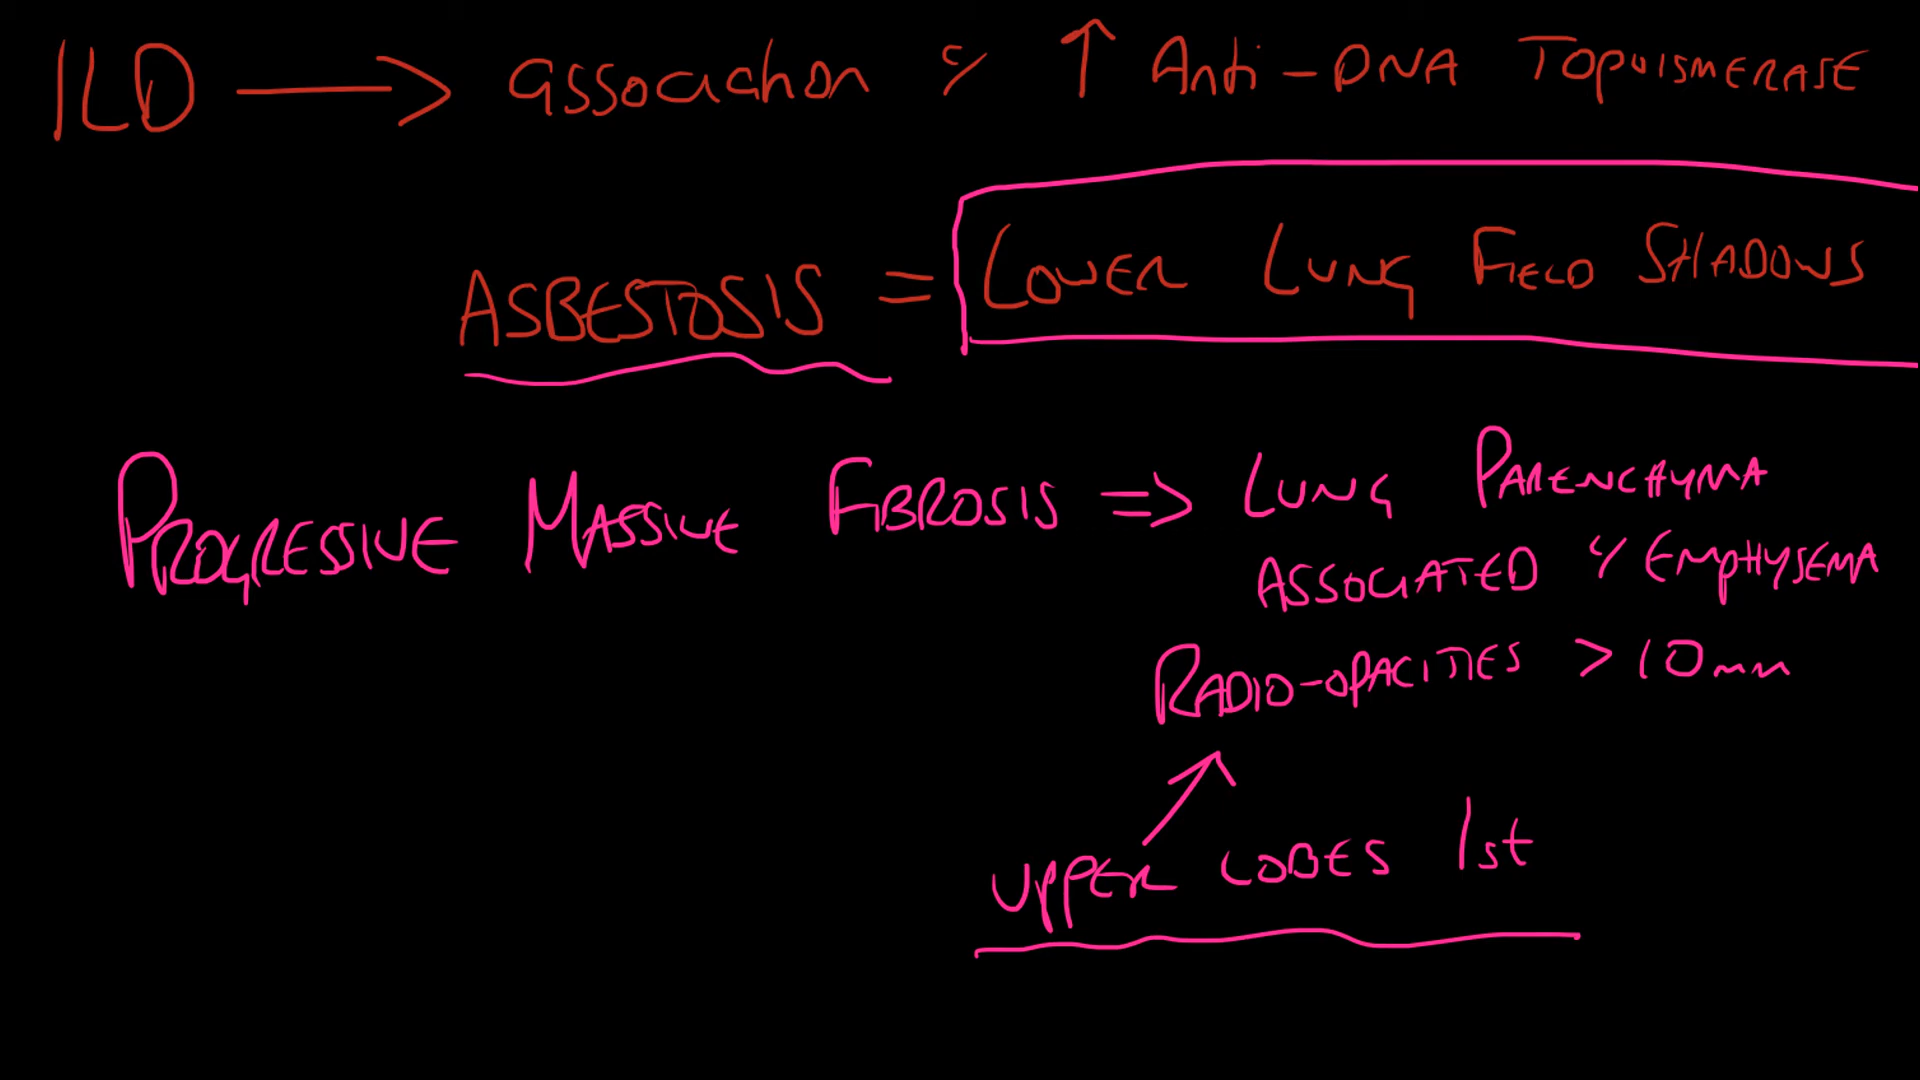 ILD → association c/ ↑ Anti-DNA TOPOISMERASE
ASBESTOSIS = LOWER LUNG FIELD SHADOWS
PROGRESSIVE MASSIVE FIBROSIS => LUNG PARENCHYMA
ASSOCIATED c/ EMPHYSEMA
RADIO-OPACITIES > 10mm
UPPER LOBES 1st